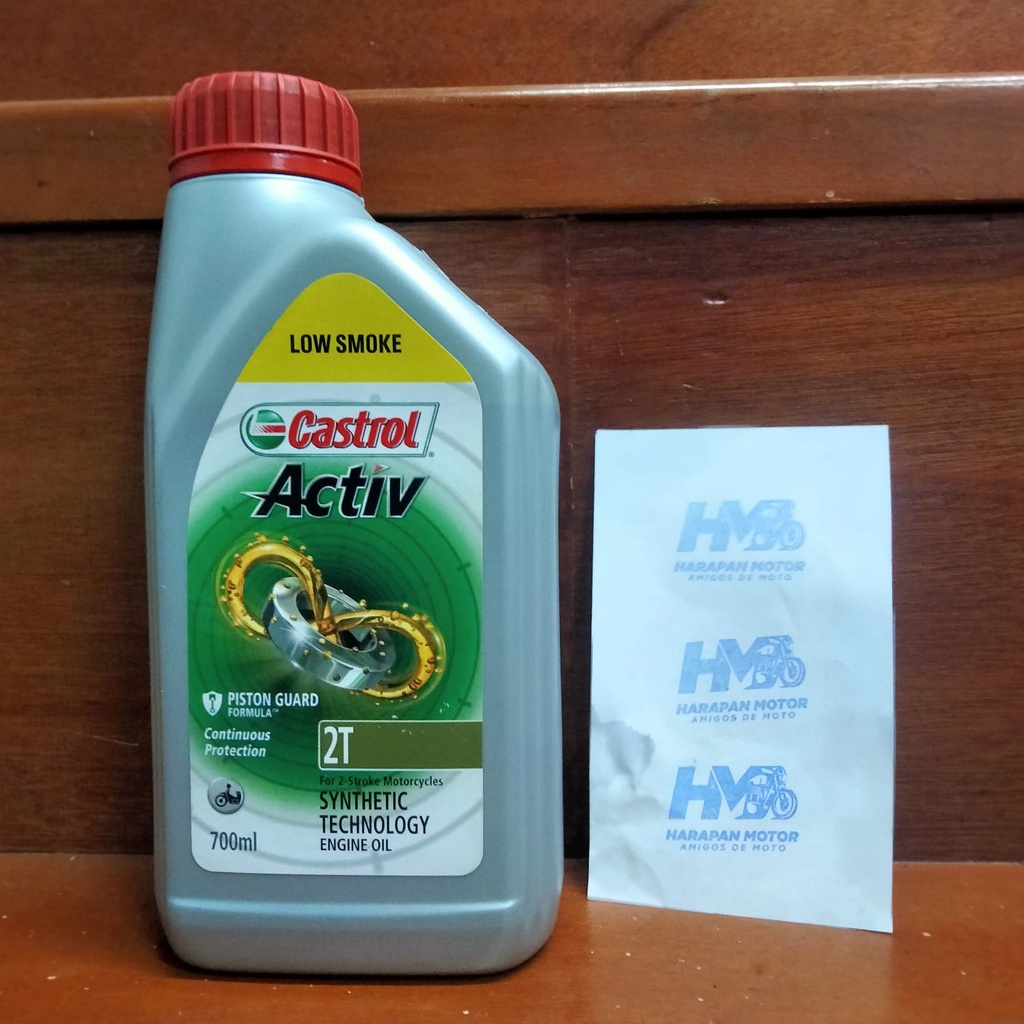 LOW SMOKE
Castrol
Activ
PISTON GUARD
FORMULA™
Continuous
Protection
2T
For 2-Stroke Motorcycles
SYNTHETIC
TECHNOLOGY
ENGINE OIL
700ml
HM
HARAPAN MOTOR
AMIGOS DE MOTO
HM
HARAPAN MOTOR
AMIGOS DE MOTO
HM
HARAPAN MOTOR
AMIGOS DE MOTO